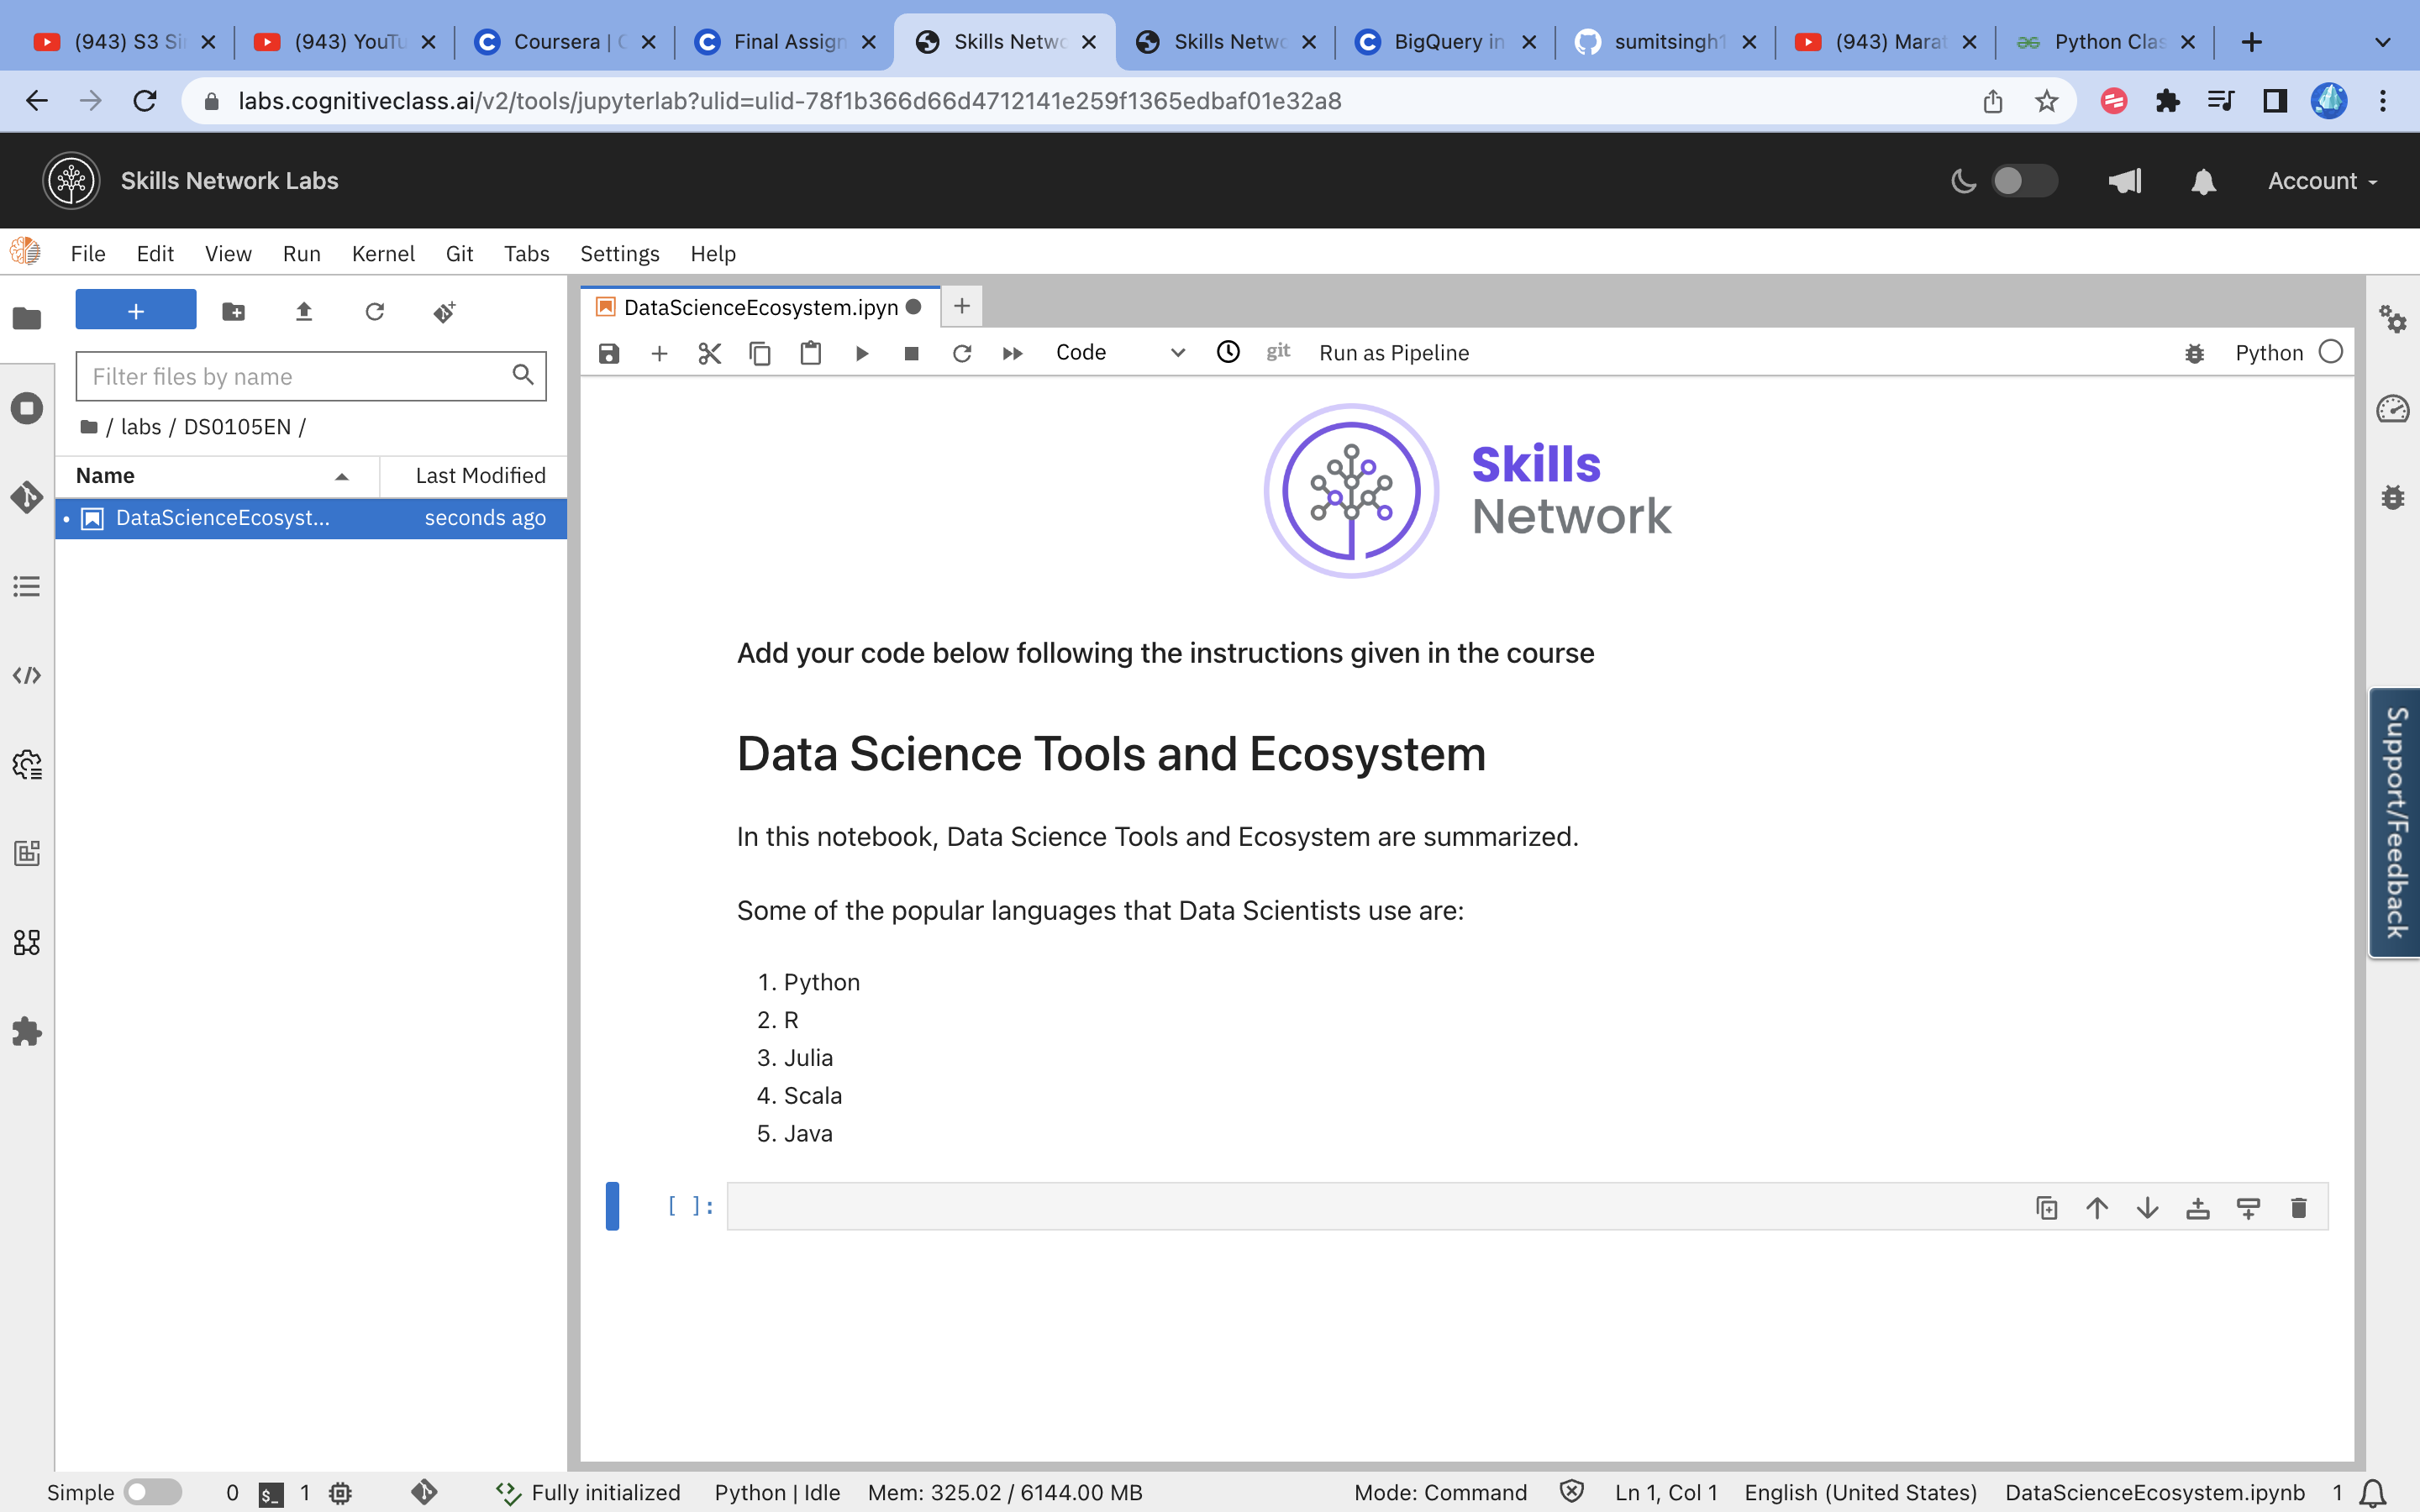 (943) S3 Si
(943) YouTu
Coursera | C
Final Assign
Skills Netwo
Skills Netwo
BigQuery in
sumitsingh1
(943) Marat
Python Clas
labs.cognitiveclass.ai/v2/tools/jupyterlab?ulid=ulid-78f1b366d66d4712141e259f1365edbaf01e32a8
Skills Network Labs
Account
File Edit View Run Kernel Git Tabs Settings Help
DataScienceEcosystem.ipyn
Code
git
Run as Pipeline
Python
Filter files by name
/ labs / DS0105EN /
Name
Last Modified
DataScienceEcosyst...
seconds ago
Skills
Network
Add your code below following the instructions given in the course
Data Science Tools and Ecosystem
In this notebook, Data Science Tools and Ecosystem are summarized.
Some of the popular languages that Data Scientists use are:
1. Python
2. R
3. Julia
4. Scala
5. Java
[ ]:
Support/Feedback
Simple 0 $_ 1 Fully initialized Python | Idle Mem: 325.02 / 6144.00 MB Mode: Command Ln 1, Col 1 English (United States) DataScienceEcosystem.ipynb 1